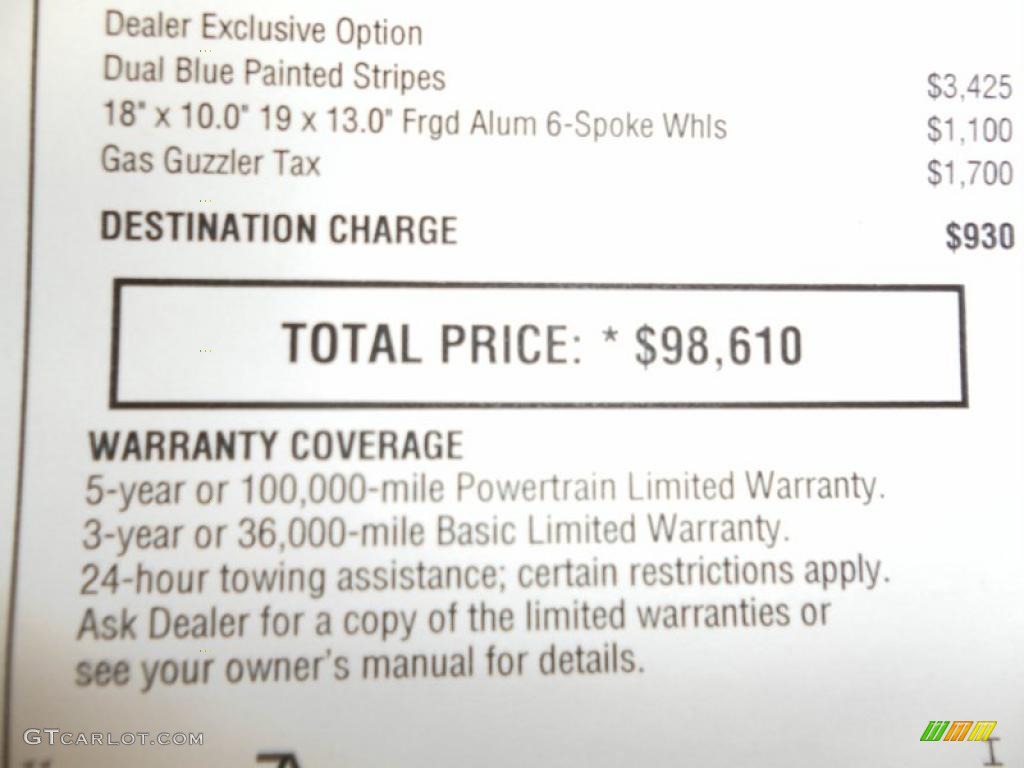 Dealer Exclusive Option
Dual Blue Painted Stripes $3,425
18" x 10.0" 19 x 13.0" Frgd Alum 6-Spoke Whls $1,100
Gas Guzzler Tax $1,700
DESTINATION CHARGE $930
TOTAL PRICE: * $98,610
WARRANTY COVERAGE
5-year or 100,000-mile Powertrain Limited Warranty.
3-year or 36,000-mile Basic Limited Warranty.
24-hour towing assistance; certain restrictions apply.
Ask Dealer for a copy of the limited warranties or
see your owner's manual for details.
GTCARLOT.COM